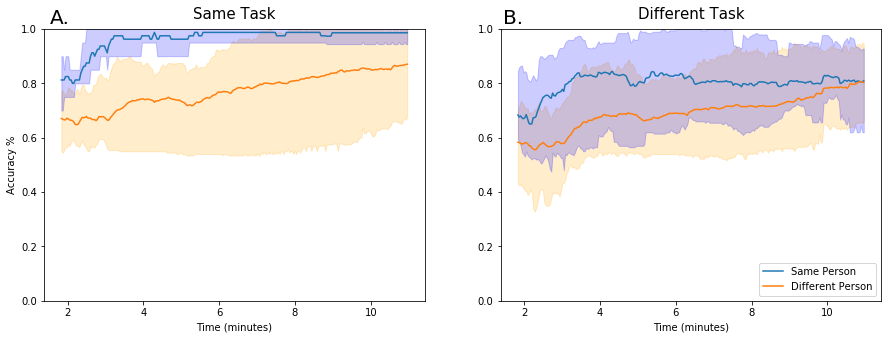 A.
Same Task
Accuracy %
1.0
0.8
0.6
0.4
0.2
0.0
2 4 6 8 10
Time (minutes)
B.
Different Task
1.0
0.8
0.6
0.4
0.2
0.0
2 4 6 8 10
Time (minutes)
Same Person
Different Person